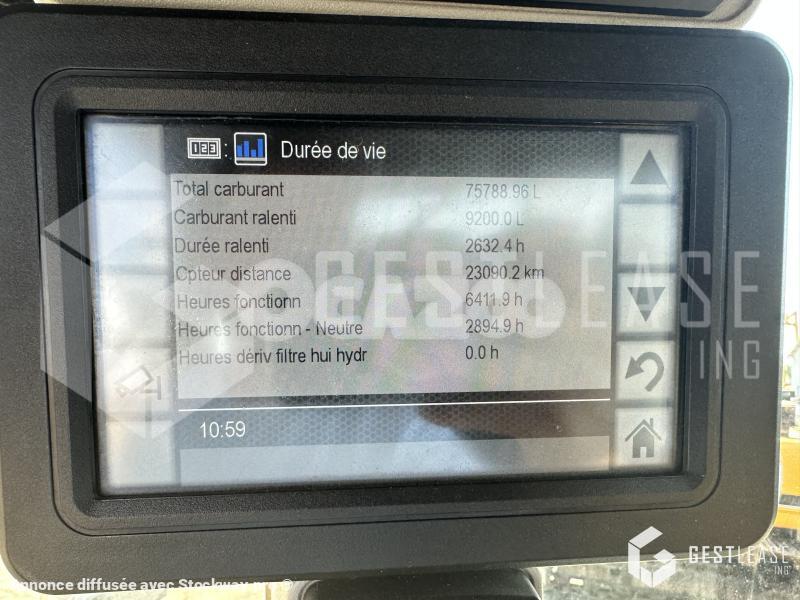 123 : Durée de vie
Total carburant 75788.96 L
Carburant ralenti 9200.0 L
Durée ralenti 2632.4 h
Cpteur distance 23090.2 km
Heures fonctionn 6411.9 h
Heures fonctionn - Neutre 2894.9 h
Heures dériv filtre hui hydr 0.0 h
10:59
GESTLEASE
ING
GESTLEASE
ING
nnonce diffusée avec